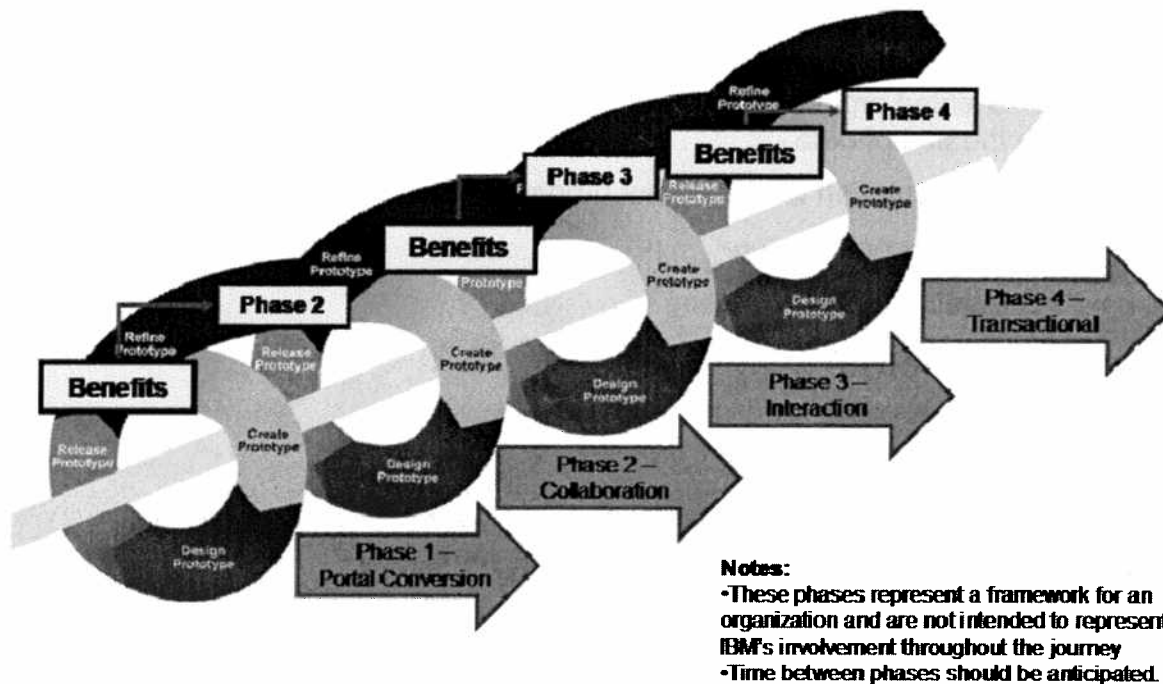 Refine
Prototype
Phase 4
Benefits
Phase 3
Release
Prototype
Create
Prototype
Refine
Prototype
Benefits
Prototype
Create
Prototype
Design
Prototype
Phase 4 –
Transactional
Phase 2
Refine
Prototype
Release
Prototype
Benefits
Create
Prototype
Design
Prototype
Phase 3 –
Interaction
Release
Prototype
Create
Prototype
Design
Prototype
Phase 2 –
Collaboration
Design
Prototype
Phase 1 –
Portal Conversion
Notes:
•These phases represent a framework for an
organization and are not intended to represent
IBM's involvement throughout the journey
•Time between phases should be anticipated.